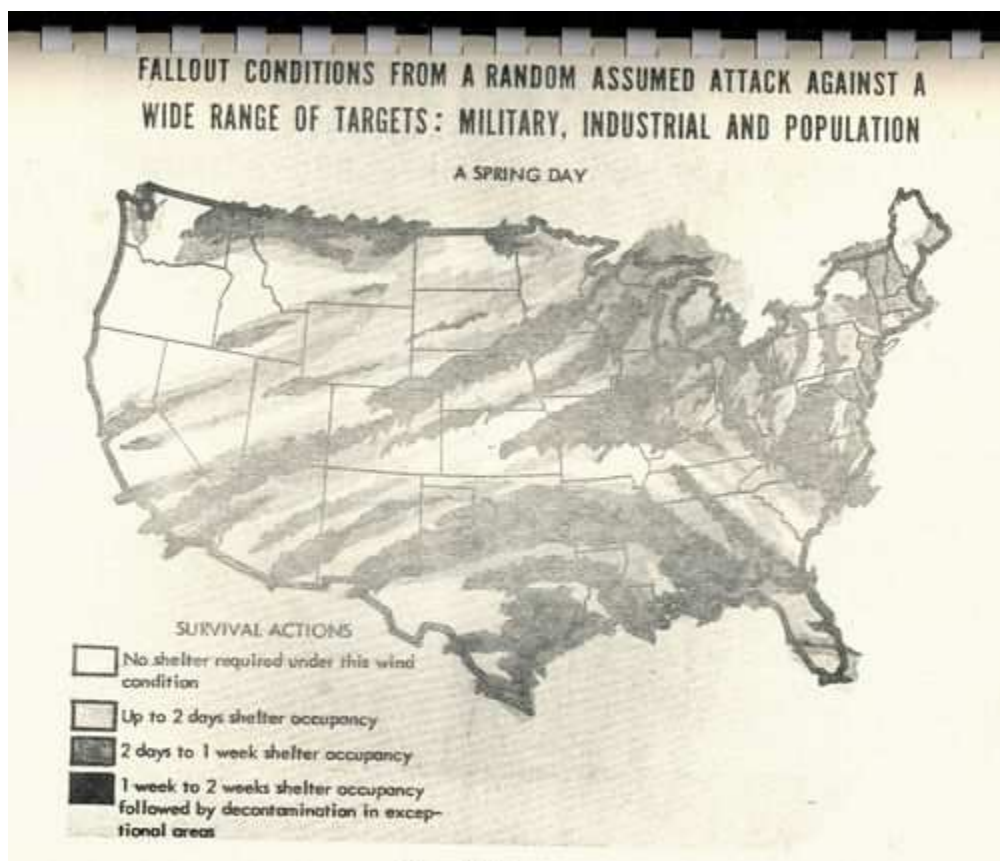 FALLOUT CONDITIONS FROM A RANDOM ASSUMED ATTACK AGAINST A
WIDE RANGE OF TARGETS: MILITARY, INDUSTRIAL AND POPULATION
A SPRING DAY
SURVIVAL ACTIONS
No shelter required under this wind
condition
Up to 2 days shelter occupancy
2 days to 1 week shelter occupancy
1 week to 2 weeks shelter occupancy
followed by decontamination in excep-
tional areas